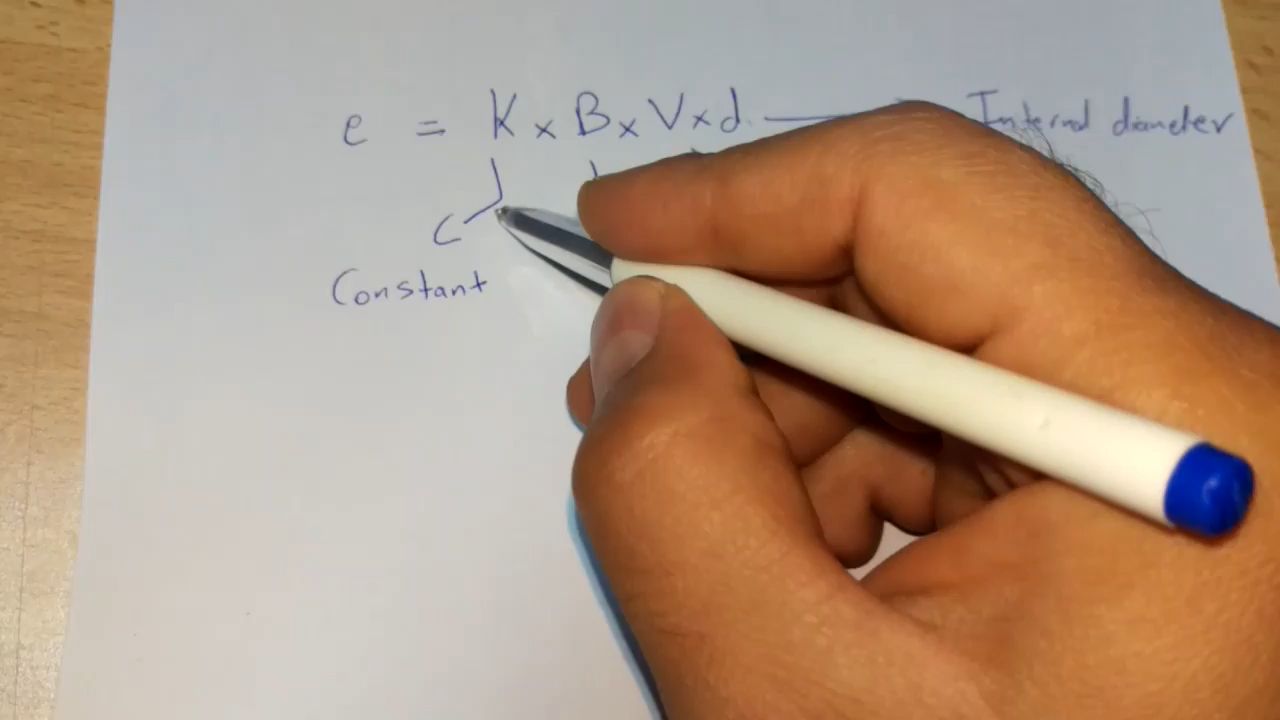 e = K x B x V x d. Internal diameter
C
Constant